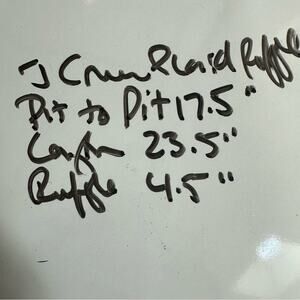 J Crew Plaid Ruffle
Pit to Pit 17.5"
Length 23.5"
Ruffle 4.5"